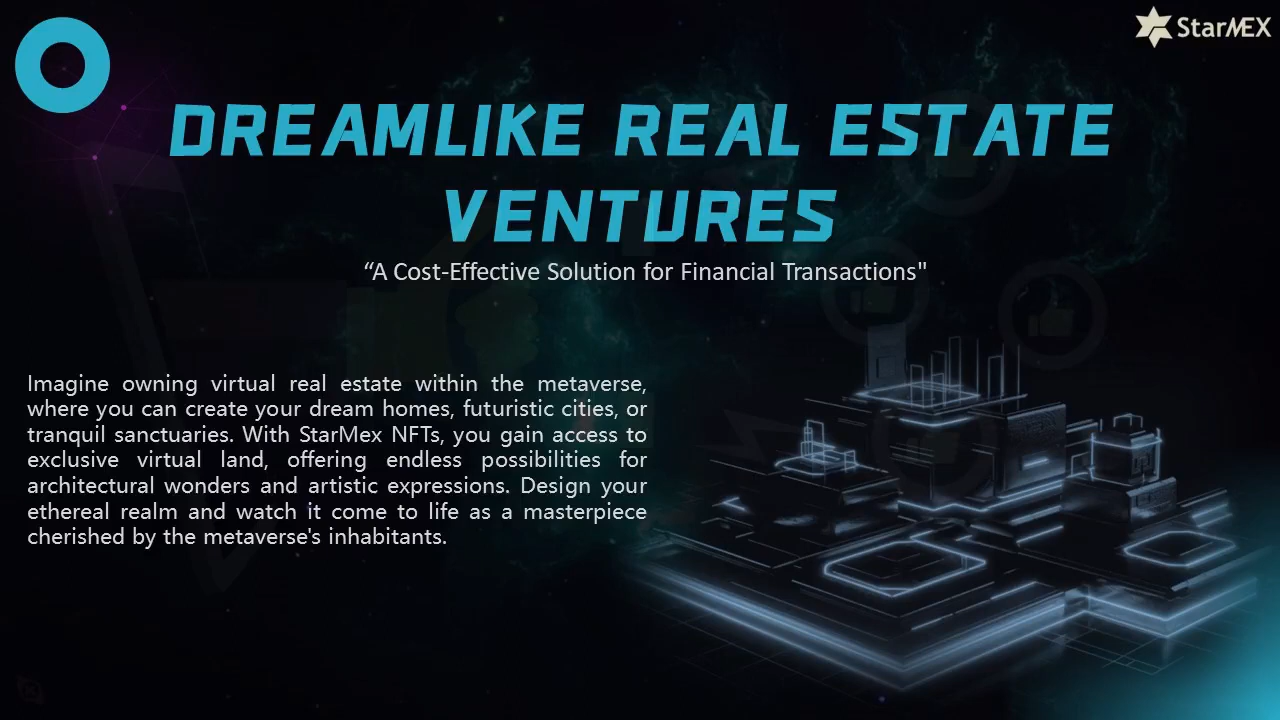 StarMEX
DREAMLIKE REAL ESTATE
VENTURES
“A Cost-Effective Solution for Financial Transactions"
Imagine owning virtual real estate within the metaverse,
where you can create your dream homes, futuristic cities, or
tranquil sanctuaries. With StarMex NFTs, you gain access to
exclusive virtual land, offering endless possibilities for
architectural wonders and artistic expressions. Design your
ethereal realm and watch it come to life as a masterpiece
cherished by the metaverse's inhabitants.